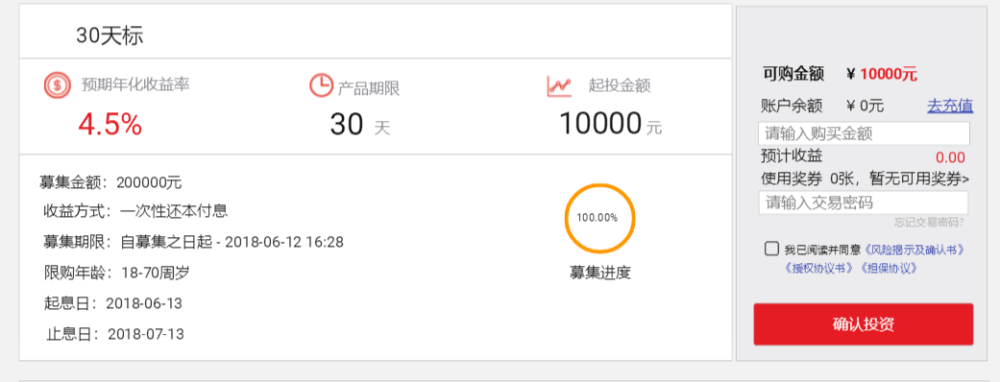 30天标
预期年化收益率
4.5%
产品期限
30 天
起投金额
10000 元
募集金额：200000元
收益方式：一次性还本付息
募集期限：自募集之日起 - 2018-06-12 16:28
限购年龄：18-70周岁
起息日：2018-06-13
止息日：2018-07-13
100.00%
募集进度
可购金额 ¥ 10000元
账户余额 ¥ 0元 去充值
请输入购买金额
预计收益 0.00
使用奖券 0张，暂无可用奖券>
请输入交易密码
忘记交易密码?
我已阅读并同意《风险揭示及确认书》
《授权协议书》《担保协议》
确认投资